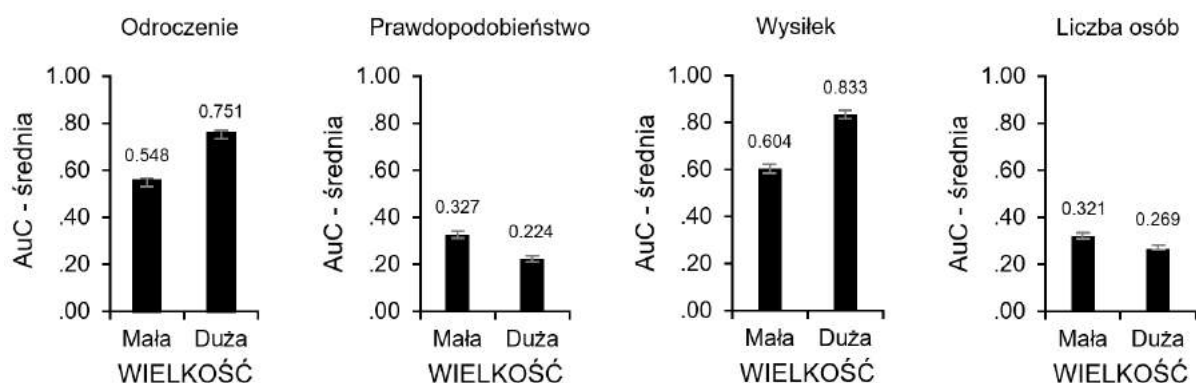 Odroczenie
1.00
.80
.60
.40
.20
.00
AuC - średnia
0.548
0.751
Mała Duża
WIELKOŚĆ
Prawdopodobieństwo
1.00
.80
.60
.40
.20
.00
AuC - średnia
0.327
0.224
Mała Duża
WIELKOŚĆ
Wysiłek
1.00
.80
.60
.40
.20
.00
AuC - średnia
0.604
0.833
Mała Duża
WIELKOŚĆ
Liczba osób
1.00
.80
.60
.40
.20
.00
AuC - średnia
0.321
0.269
Mała Duża
WIELKOŚĆ